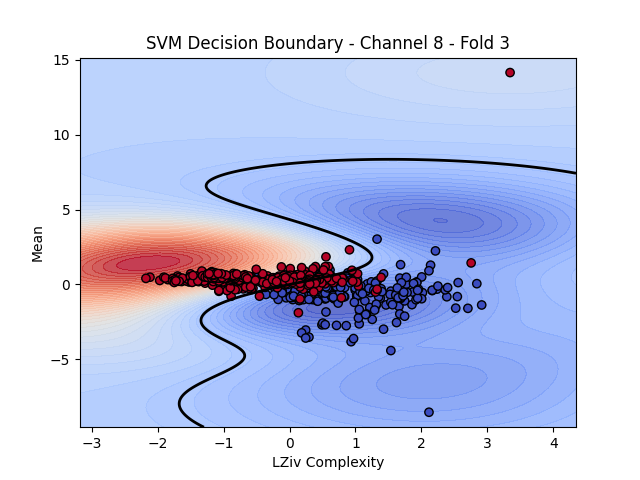 SVM Decision Boundary - Channel 8 - Fold 3
15
10
5
0
−5
Mean
−3 −2 −1 0 1 2 3 4
LZiv Complexity